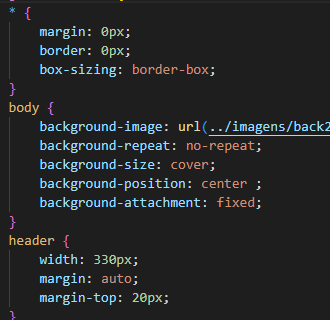 * {
margin: 0px;
border: 0px;
box-sizing: border-box;
}
body {
background-image: url(../imagens/back2
background-repeat: no-repeat;
background-size: cover;
background-position: center ;
background-attachment: fixed;
}
header {
width: 330px;
margin: auto;
margin-top: 20px;
}